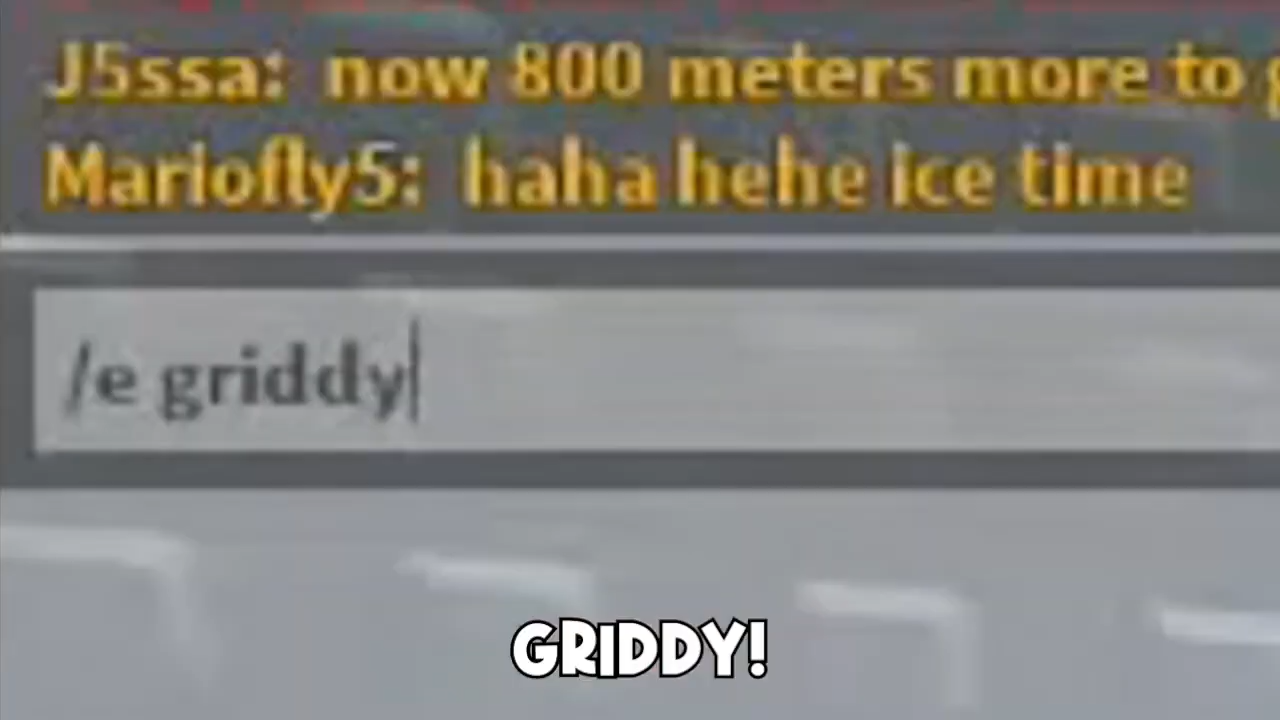 J5ssa: now 800 meters more to
Mariofly5: haha hehe ice time
/e griddy
GRIDDY!